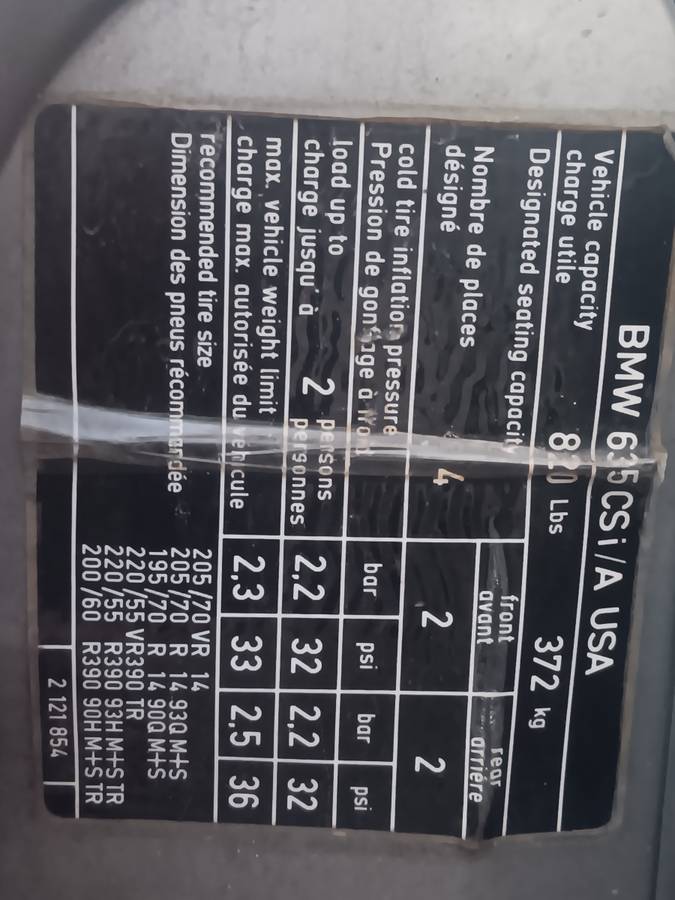 BMW 635CSi/A USA
Vehicle capacity
charge utile 820 Lbs 372 kg
Designated seating capacity front rear
avant arriére
Nombre de places
désigné 4 2 2
cold tire inflation pressure
Pression de gonflage à froid bar psi bar psi
load up to 2 persons
charge jusqu'à personnes 2,2 32 2,2 32
max. vehicle weight limit
charge max. autorisée du vehicule 2,3 33 2,5 36
recommended tire size 205/70 VR 14
Dimension des pneus récommandée 205/70 R 14 93Q M+S
195/70 R 14 90Q M+S
220/55 VR390 TR
220/55 R390 93H M+S TR
200/60 R390 90H M+S TR
2 121 854